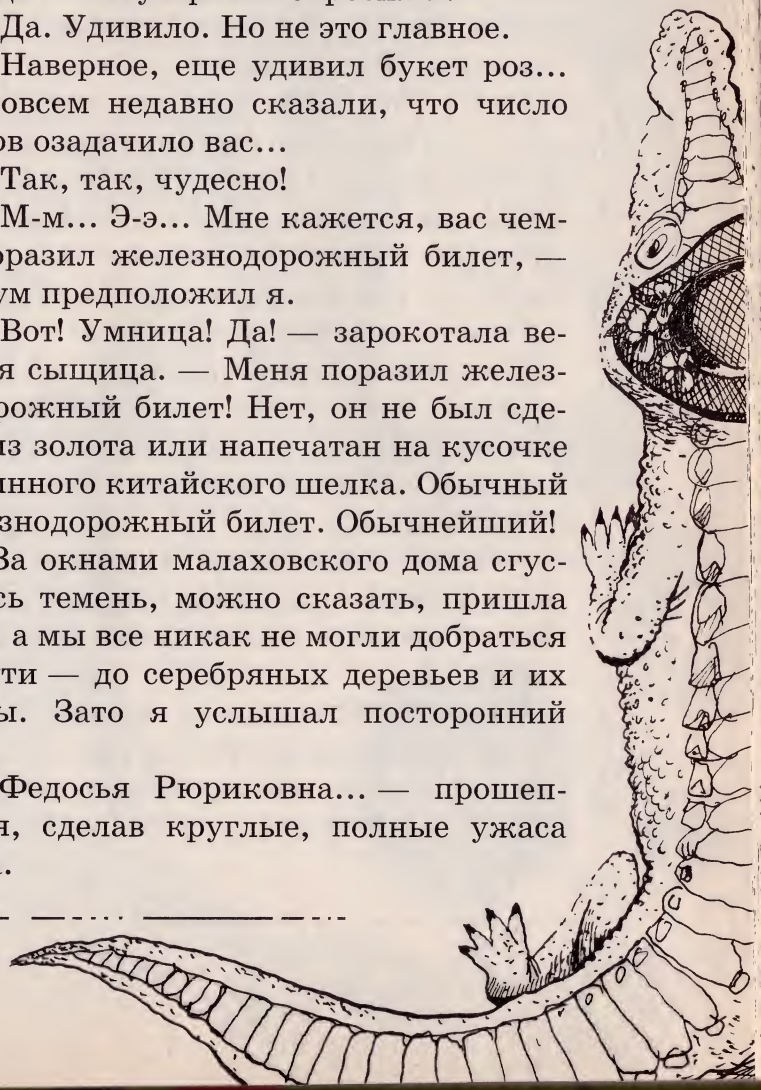 Да. Удивило. Но не это главное.
Наверное, еще удивил букет роз...
овсем недавно сказали, что число
ов озадачило вас...
Так, так, чудесно!
М-м... Э-э... Мне кажется, вас чем-
оразил железнодорожный билет, —
ум предположил я.
Вот! Умница! Да! — зарокотала ве-
я сыщица. — Меня поразил желез-
рожный билет! Нет, он не был сде-
из золота или напечатан на кусочке
инного китайского шелка. Обычный
знодорожный билет. Обычнейший!
За окнами малаховского дома сгус-
сь темень, можно сказать, пришла
а мы все никак не могли добраться
ти — до серебряных деревьев и их
ы. Зато я услышал посторонний
Федосья Рюриковна... — прошеп-
я, сделав круглые, полные ужаса